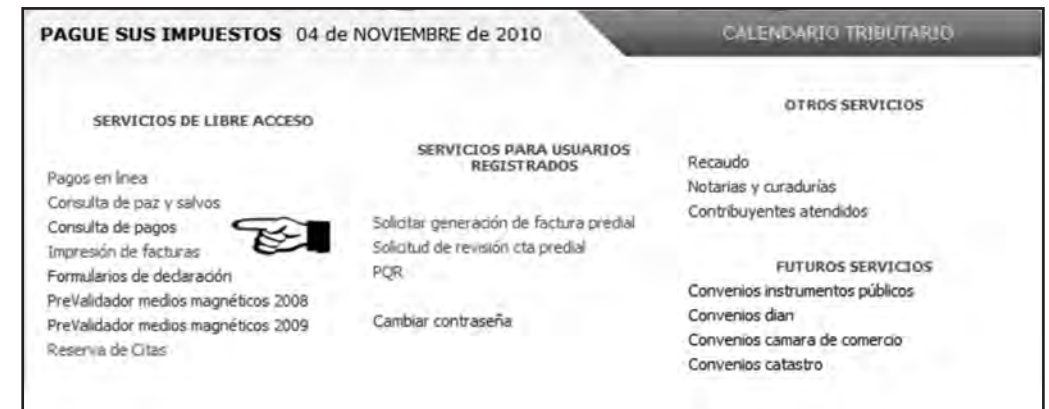 PAGUE SUS IMPUESTOS 04 de NOVIEMBRE de 2010
CALENDARIO TRIBUTARIO
SERVICIOS DE LIBRE ACCESO
Pagos en línea
Consulta de paz y salvos
Consulta de pagos
Impresión de facturas
Formularios de declaración
PreValidador medios magnéticos 2008
PreValidador medios magnéticos 2009
Reserva de Citas
SERVICIOS PARA USUARIOS
REGISTRADOS
Solicitar generación de factura predial
Solicitud de revisión cta predial
PQR
Cambiar contraseña
OTROS SERVICIOS
Recaudo
Notarias y curadurías
Contribuyentes atendidos
FUTUROS SERVICIOS
Convenios instrumentos públicos
Convenios dian
Convenios cámara de comercio
Convenios catastro